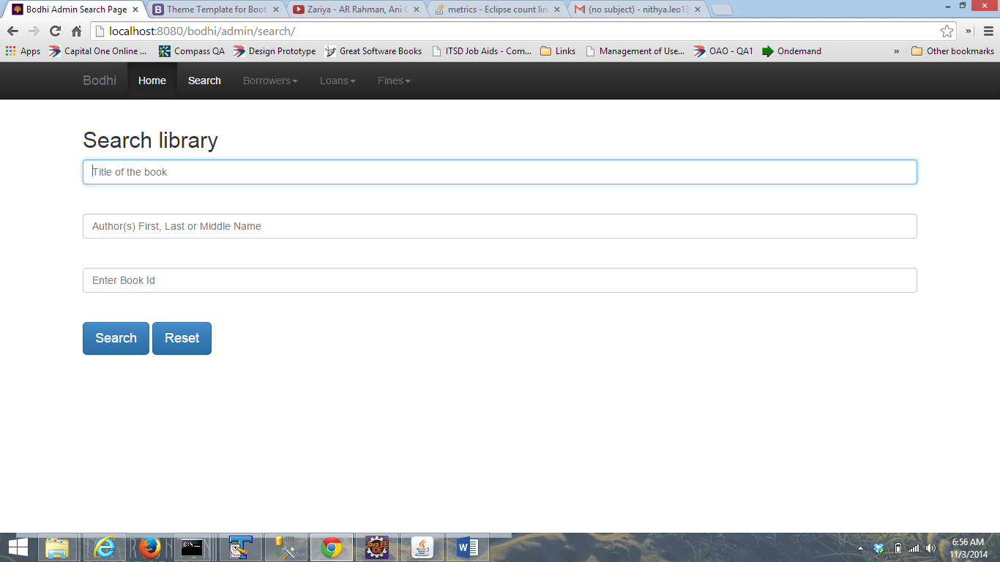 Bodhi Admin Search Page
Theme Template for Boot
Zariya - AR Rahman, Ani
metrics - Eclipse count lin
(no subject) - nithya.leo13
localhost:8080/bodhi/admin/search/
Apps
Capital One Online ...
Compass QA
Design Prototype
Great Software Books
ITSD Job Aids - Com...
Links
Management of Use...
OAO - QA1
Ondemand
Other bookmarks
Bodhi
Home
Search
Borrowers
Loans
Fines
Search library
Title of the book
Author(s) First, Last or Middle Name
Enter Book Id
Search
Reset
Java EE
IDE
6:56 AM
11/3/2014